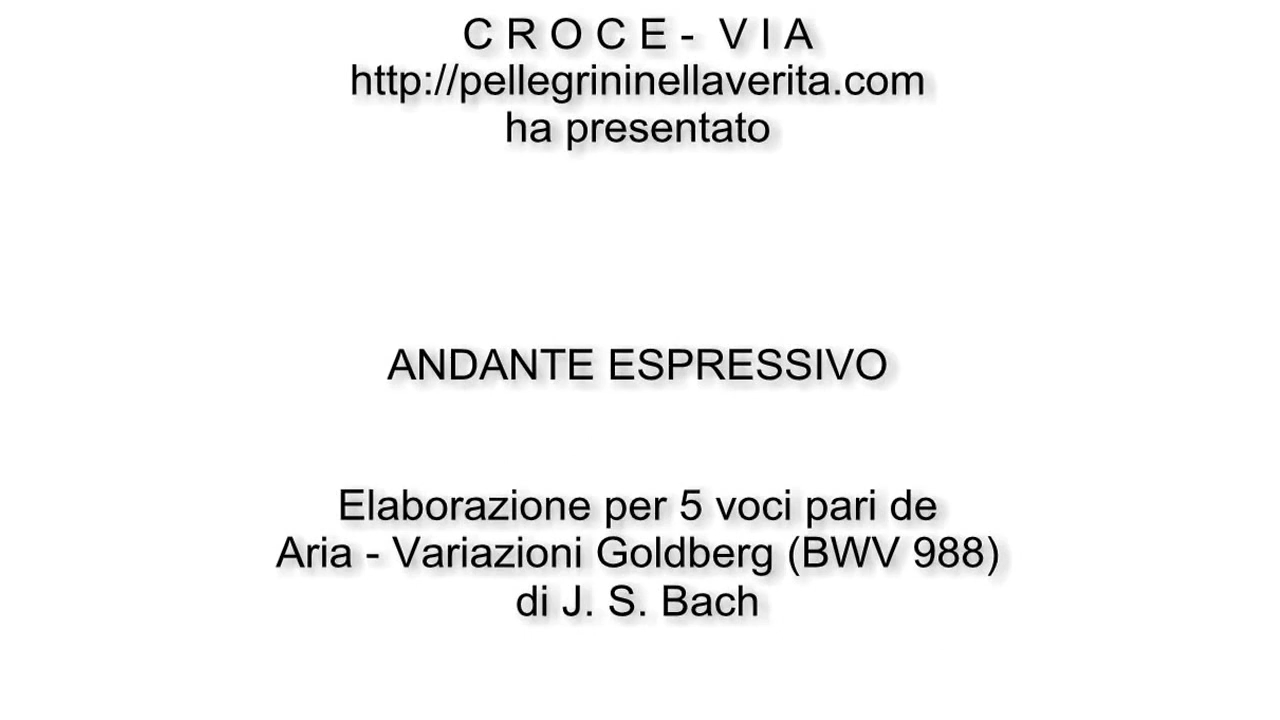 C R O C E - V I A
http://pellegrininellaverita.com
ha presentato
ANDANTE ESPRESSIVO
Elaborazione per 5 voci pari de
Aria - Variazioni Goldberg (BWV 988)
di J. S. Bach